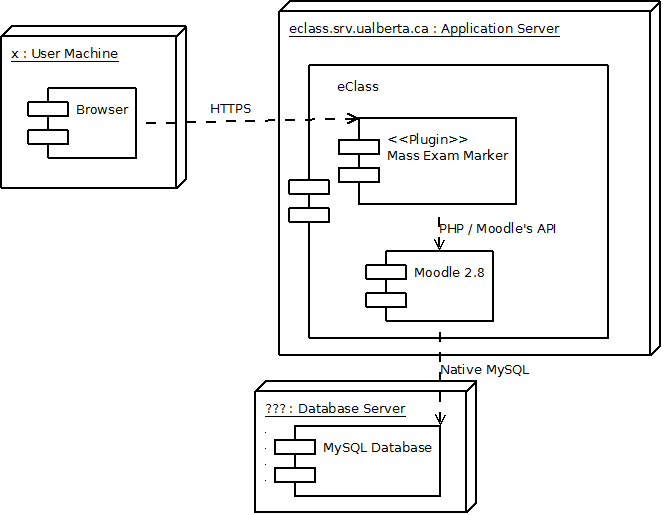 eclass.srv.ualberta.ca : Application Server
x : User Machine
eClass
Browser
HTTPS
<<Plugin>>
Mass Exam Marker
PHP / Moodle's API
Moodle 2.8
Native MySQL
??? : Database Server
MySQL Database